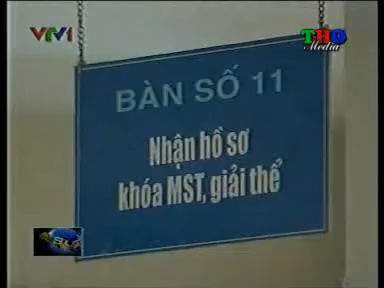 VTV1
THD
Media
BÀN SỐ 11
Nhận hồ sơ
khóa MST, giải thể